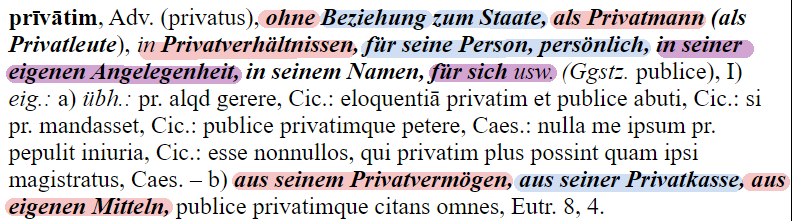 prīvātim, Adv. (privatus), ohne Beziehung zum Staate, als Privatmann (als
Privatleute), in Privatverhältnissen, für seine Person, persönlich, in seiner
eigenen Angelegenheit, in seinem Namen, für sich usw. (Ggstz. publice), I)
eig.: a) übh.: pr. alqd gerere, Cic.: eloquentiā privatim et publice abuti, Cic.: si
pr. mandasset, Cic.: publice privatimque petere, Caes.: nulla me ipsum pr.
pepulit iniuria, Cic.: esse nonnullos, qui privatim plus possint quam ipsi
magistratus, Caes. – b) aus seinem Privatvermögen, aus seiner Privatkasse, aus
eigenen Mitteln, publice privatimque citans omnes, Eutr. 8, 4.